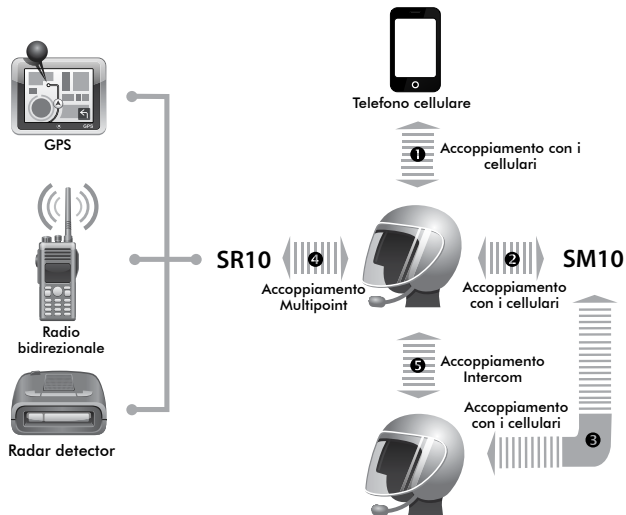 Telefono cellulare
GPS
GPS
❶
Accoppiamento con i
cellulari
Radio
bidirezionale
SR10
❹
Accoppiamento
Multipoint
❷
Accoppiamento
con i cellulari
SM10
❺
Accoppiamento
Intercom
Accoppiamento
con i cellulari
❸
Radar detector